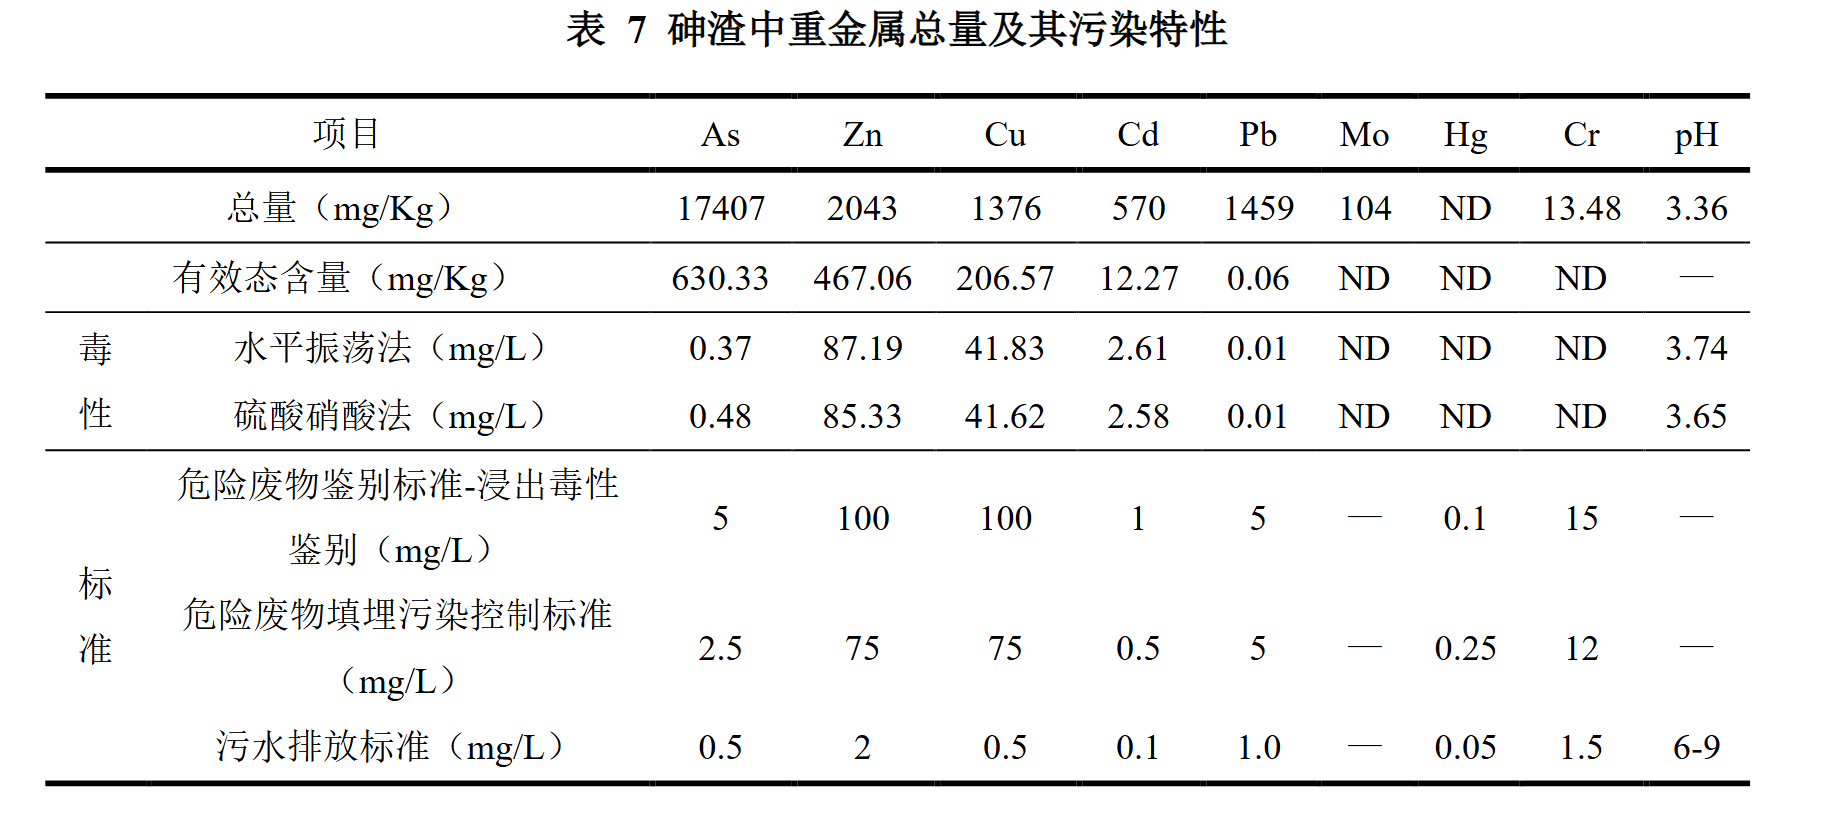 表 7 砷渣中重金属总量及其污染特性
项目 As Zn Cu Cd Pb Mo Hg Cr pH
总量（mg/Kg） 17407 2043 1376 570 1459 104 ND 13.48 3.36
有效态含量（mg/Kg） 630.33 467.06 206.57 12.27 0.06 ND ND ND —
毒性 水平振荡法（mg/L） 0.37 87.19 41.83 2.61 0.01 ND ND ND 3.74
硫酸硝酸法（mg/L） 0.48 85.33 41.62 2.58 0.01 ND ND ND 3.65
标准 危险废物鉴别标准-浸出毒性
鉴别（mg/L） 5 100 100 1 5 — 0.1 15 —
危险废物填埋污染控制标准
（mg/L） 2.5 75 75 0.5 5 — 0.25 12 —
污水排放标准（mg/L） 0.5 2 0.5 0.1 1.0 — 0.05 1.5 6-9